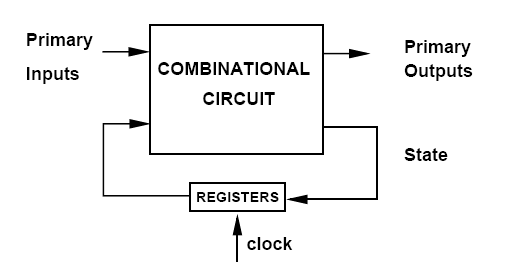 Primary
Inputs
COMBINATIONAL
CIRCUIT
Primary
Outputs
State
REGISTERS
clock